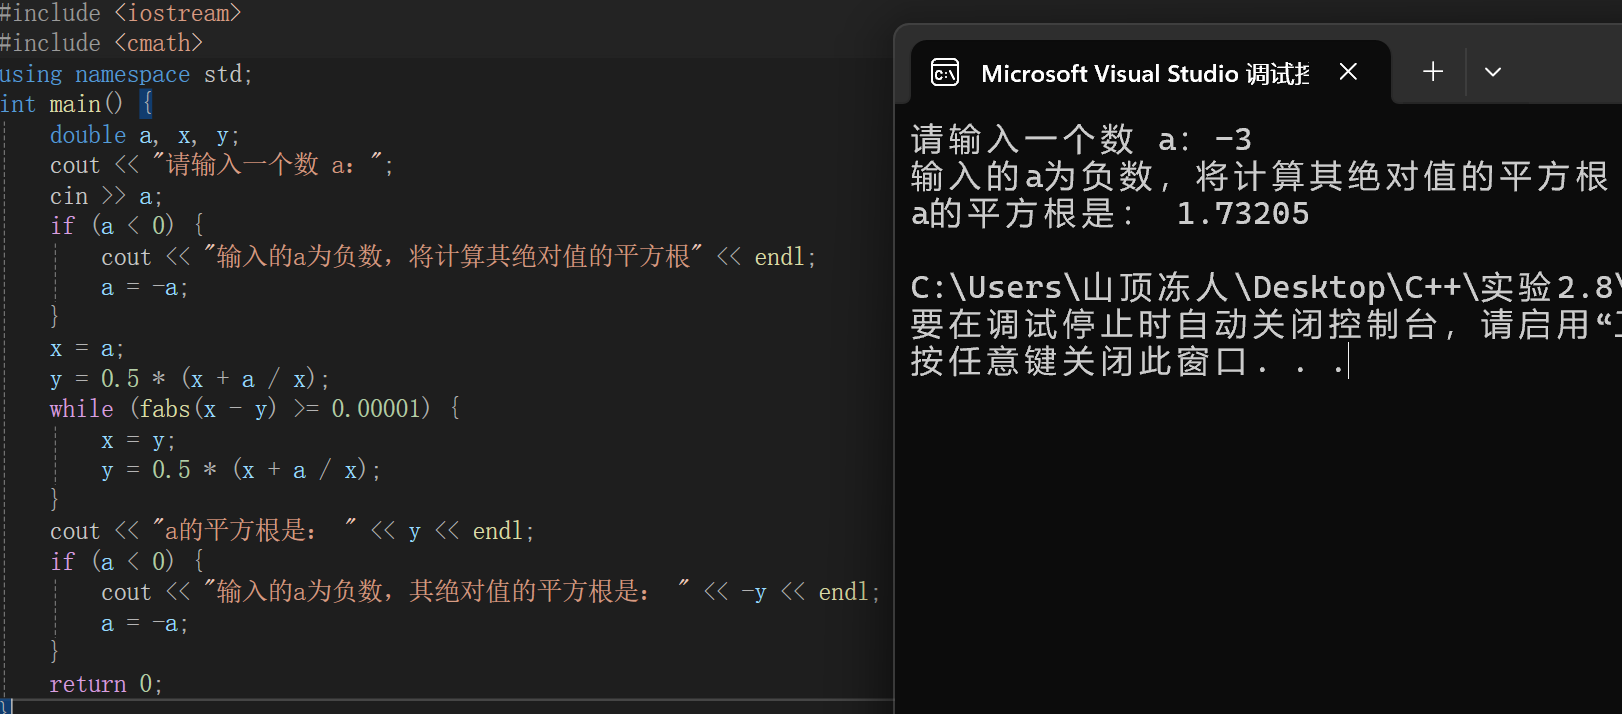 #include <iostream>
#include <cmath>
using namespace std;
int main() {
double a, x, y;
cout << "请输入一个数 a：";
cin >> a;
if (a < 0) {
cout << "输入的a为负数，将计算其绝对值的平方根" << endl;
a = -a;
}
x = a;
y = 0.5 * (x + a / x);
while (fabs(x - y) >= 0.00001) {
x = y;
y = 0.5 * (x + a / x);
}
cout << "a的平方根是： " << y << endl;
if (a < 0) {
cout << "输入的a为负数，其绝对值的平方根是： " << -y << endl;
a = -a;
}
return 0;
}
Microsoft Visual Studio 调试控
请输入一个数 a：-3
输入的a为负数，将计算其绝对值的平方根
a的平方根是： 1.73205
C:\Users\山顶冻人\Desktop\C++\实验2.8\
要在调试停止时自动关闭控制台，请启用“
按任意键关闭此窗口. . .